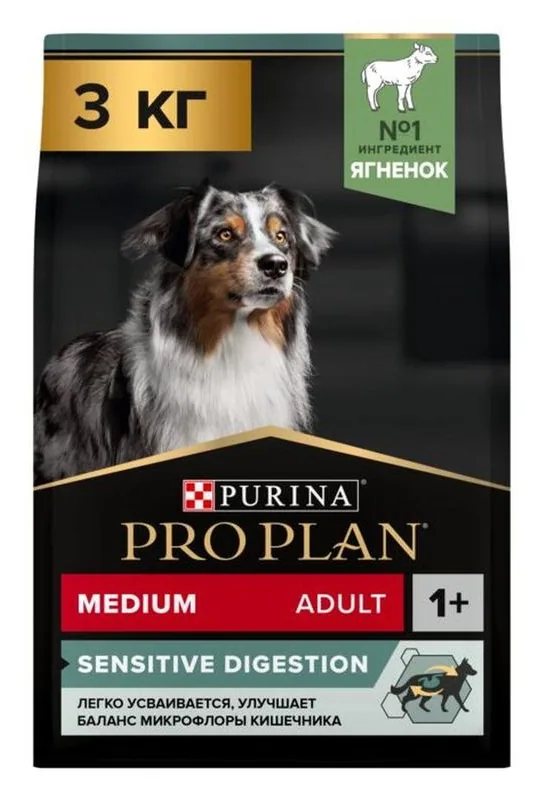 3 КГ
№1
ИНГРЕДИЕНТ
ЯГНЕНОК
PURINA®
PRO PLAN®
MEDIUM ADULT 1+
SENSITIVE DIGESTION
ЛЕГКО УСВАИВАЕТСЯ, УЛУЧШАЕТ
БАЛАНС МИКРОФЛОРЫ КИШЕЧНИКА